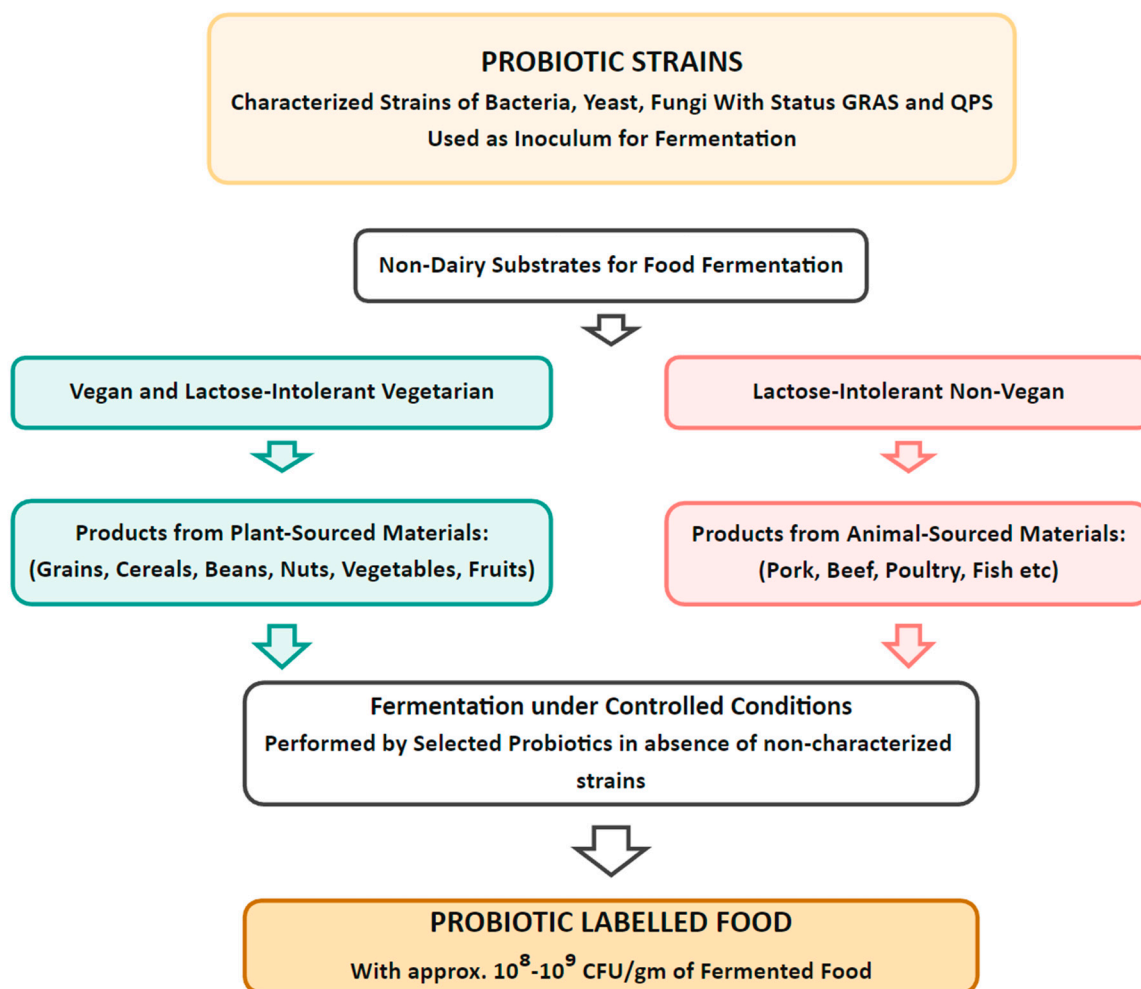 PROBIOTIC STRAINS
Characterized Strains of Bacteria, Yeast, Fungi With Status GRAS and QPS
Used as Inoculum for Fermentation
Non-Dairy Substrates for Food Fermentation
Vegan and Lactose-Intolerant Vegetarian
Lactose-Intolerant Non-Vegan
Products from Plant-Sourced Materials:
(Grains, Cereals, Beans, Nuts, Vegetables, Fruits)
Products from Animal-Sourced Materials:
(Pork, Beef, Poultry, Fish etc)
Fermentation under Controlled Conditions
Performed by Selected Probiotics in absence of non-characterized
strains
PROBIOTIC LABELLED FOOD
With approx. 10⁸-10⁹ CFU/gm of Fermented Food